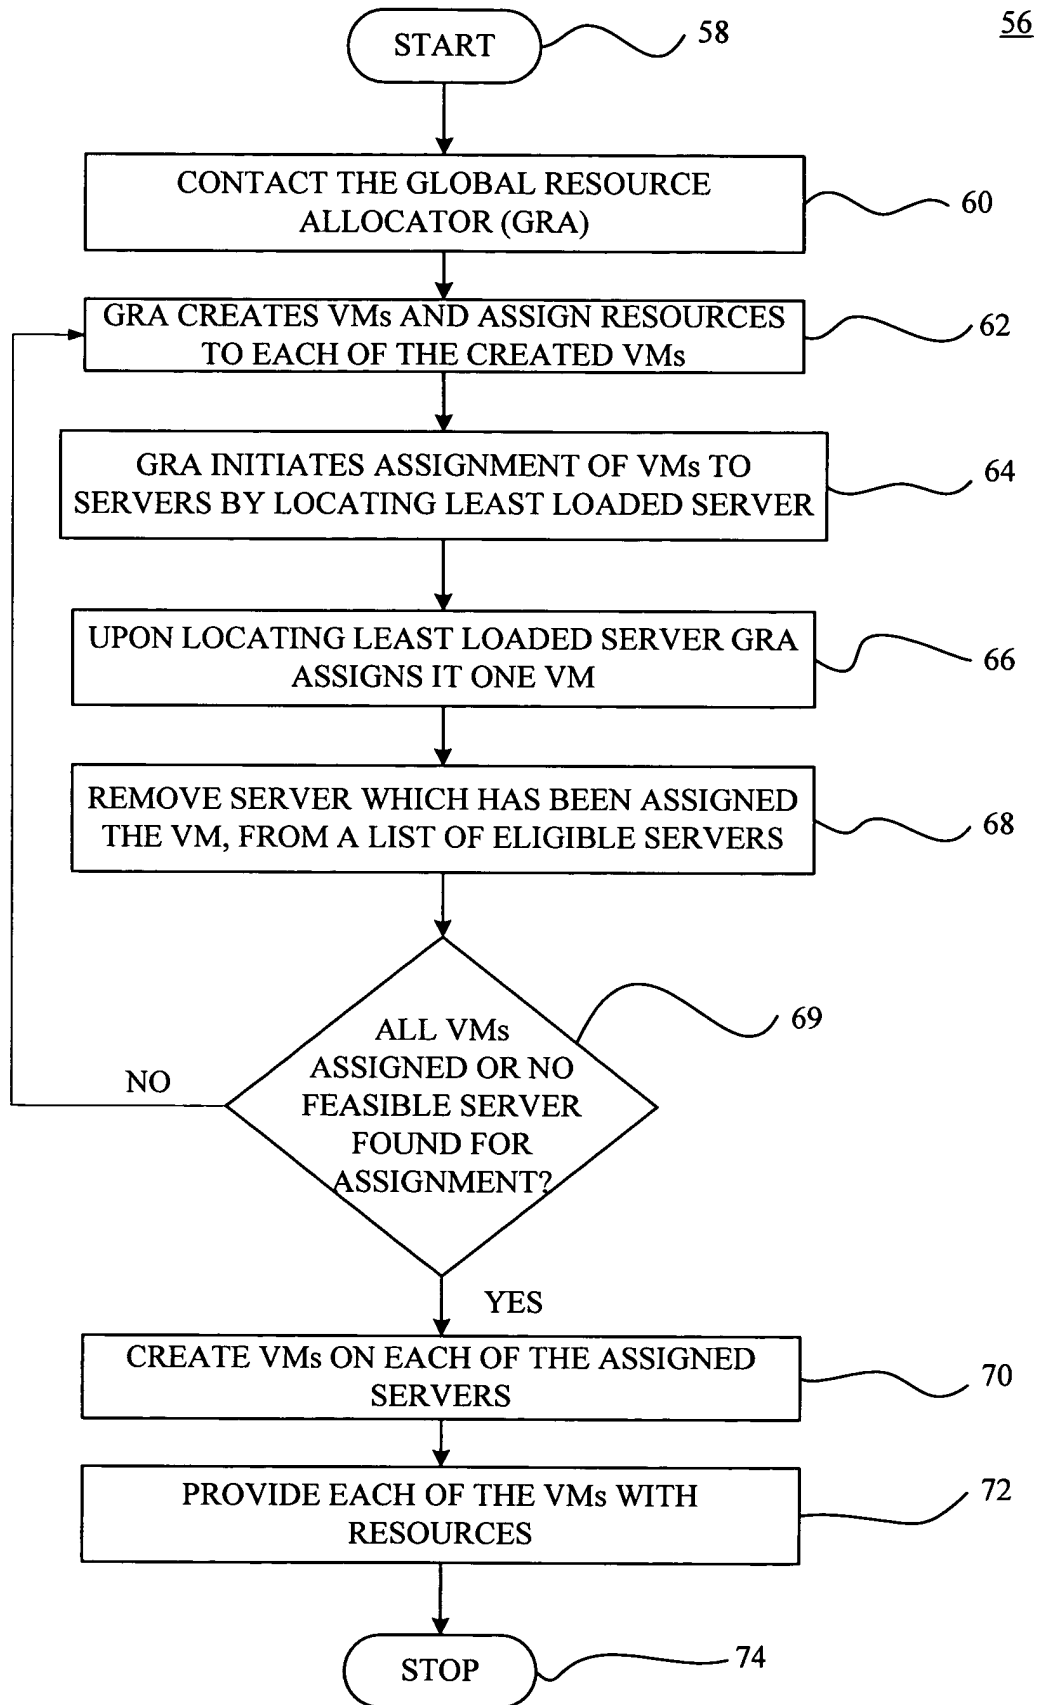 56
START
58
CONTACT THE GLOBAL RESOURCE
ALLOCATOR (GRA)
60
GRA CREATES VMs AND ASSIGN RESOURCES
TO EACH OF THE CREATED VMs
62
GRA INITIATES ASSIGNMENT OF VMs TO
SERVERS BY LOCATING LEAST LOADED SERVER
64
UPON LOCATING LEAST LOADED SERVER GRA
ASSIGNS IT ONE VM
66
REMOVE SERVER WHICH HAS BEEN ASSIGNED
THE VM, FROM A LIST OF ELIGIBLE SERVERS
68
ALL VMs
ASSIGNED OR NO
FEASIBLE SERVER
FOUND FOR
ASSIGNMENT?
69
NO
YES
CREATE VMs ON EACH OF THE ASSIGNED
SERVERS
70
PROVIDE EACH OF THE VMs WITH
RESOURCES
72
STOP
74